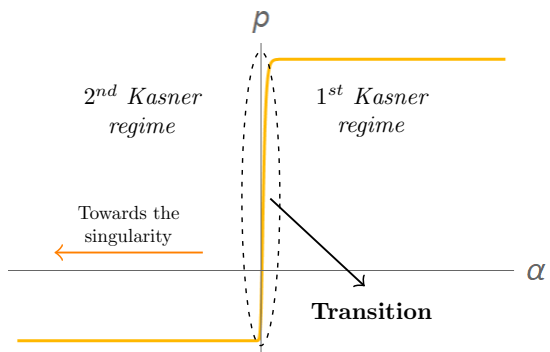 p
2nd Kasner
regime
1st Kasner
regime
Towards the
singularity
α
Transition